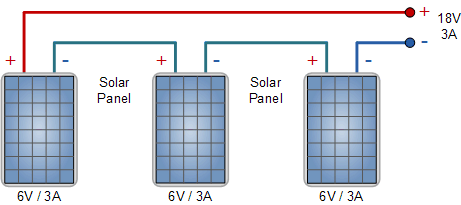 + 18V
- 3A
+ - Solar Panel + - Solar Panel + -
6V / 3A 6V / 3A 6V / 3A